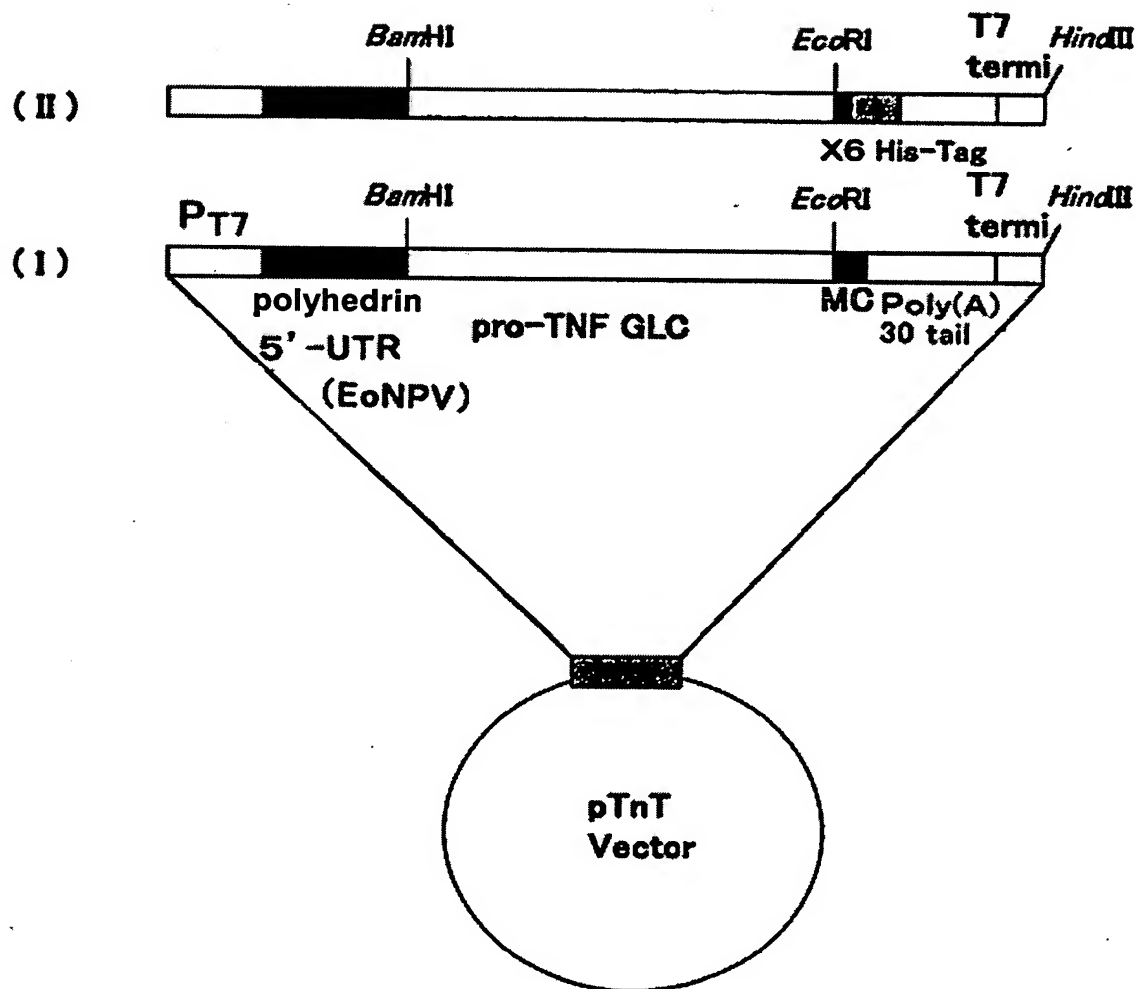 BamHI
EcoRI
T7
termi
HindIII
(II)
X6 His-Tag
PT7
BamHI
EcoRI
T7
termi
HindIII
(I)
polyhedrin
5'-UTR
(EoNPV)
pro-TNF GLC
MC
Poly(A)
30 tail
pTnT
Vector